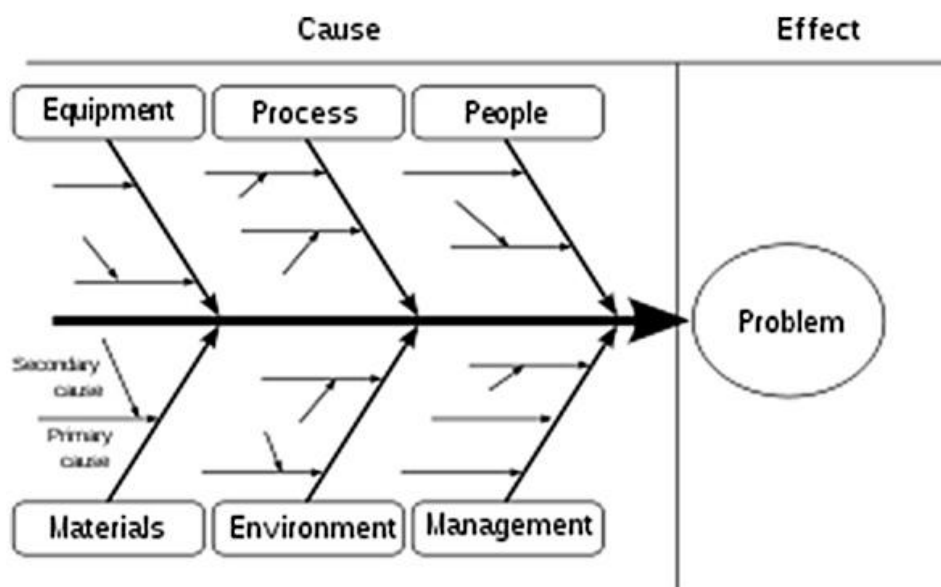 Cause
Effect
Equipment
Process
People
Problem
Secondary
cause
Primary
cause
Materials
Environment
Management